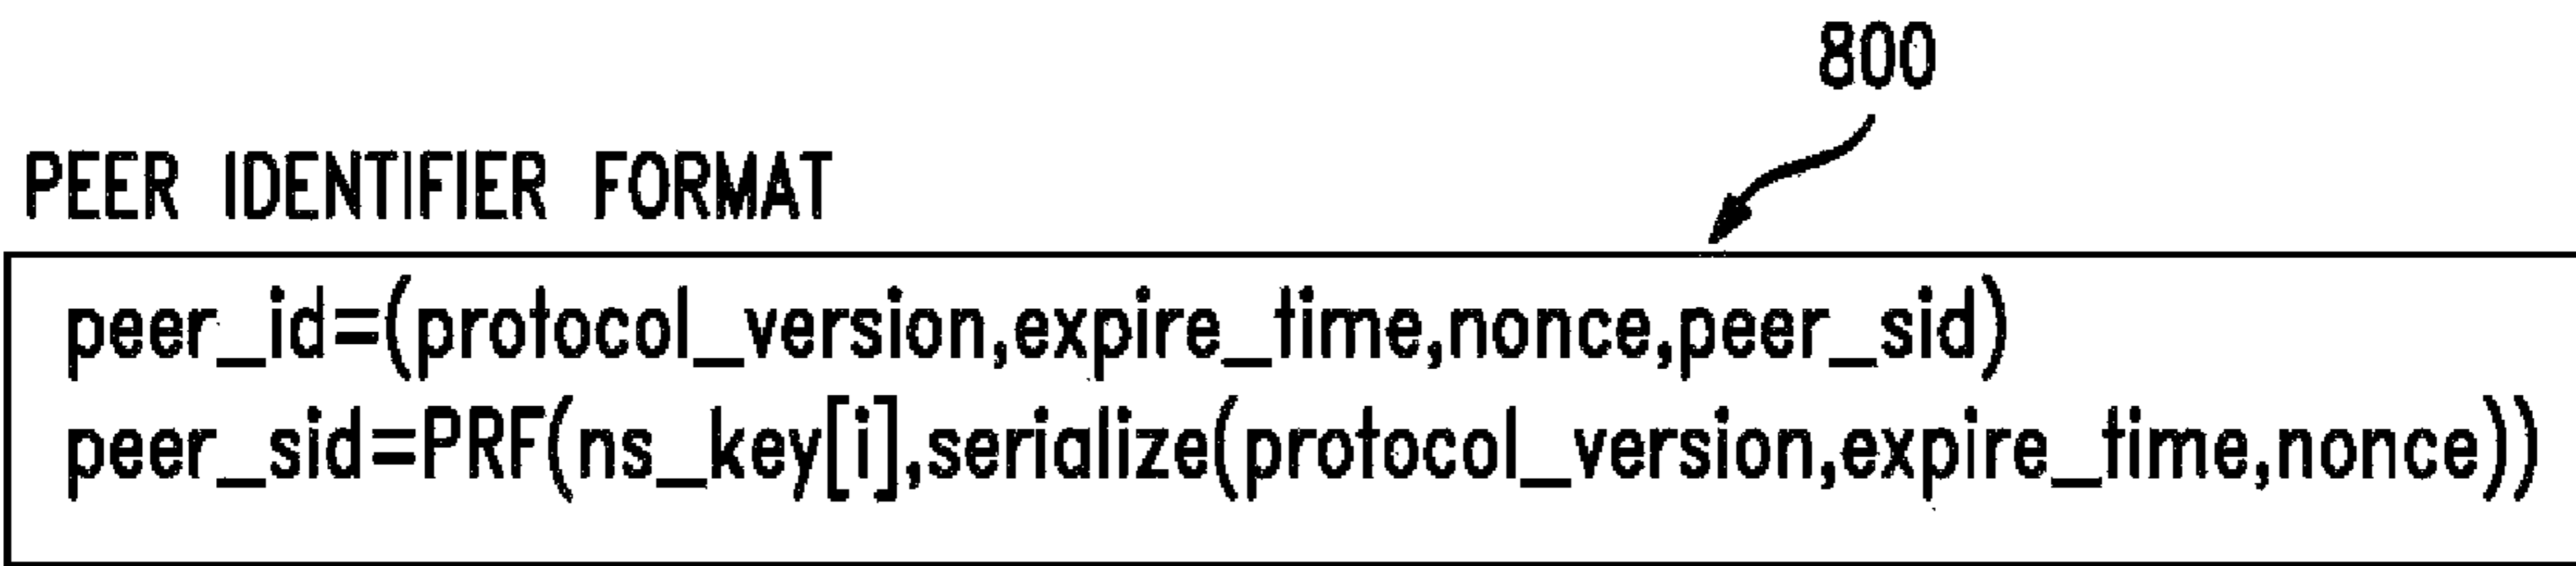 800
PEER IDENTIFIER FORMAT
peer_id=(protocol_version,expire_time,nonce,peer_sid)
peer_sid=PRF(ns_key[i],serialize(protocol_version,expire_time,nonce))